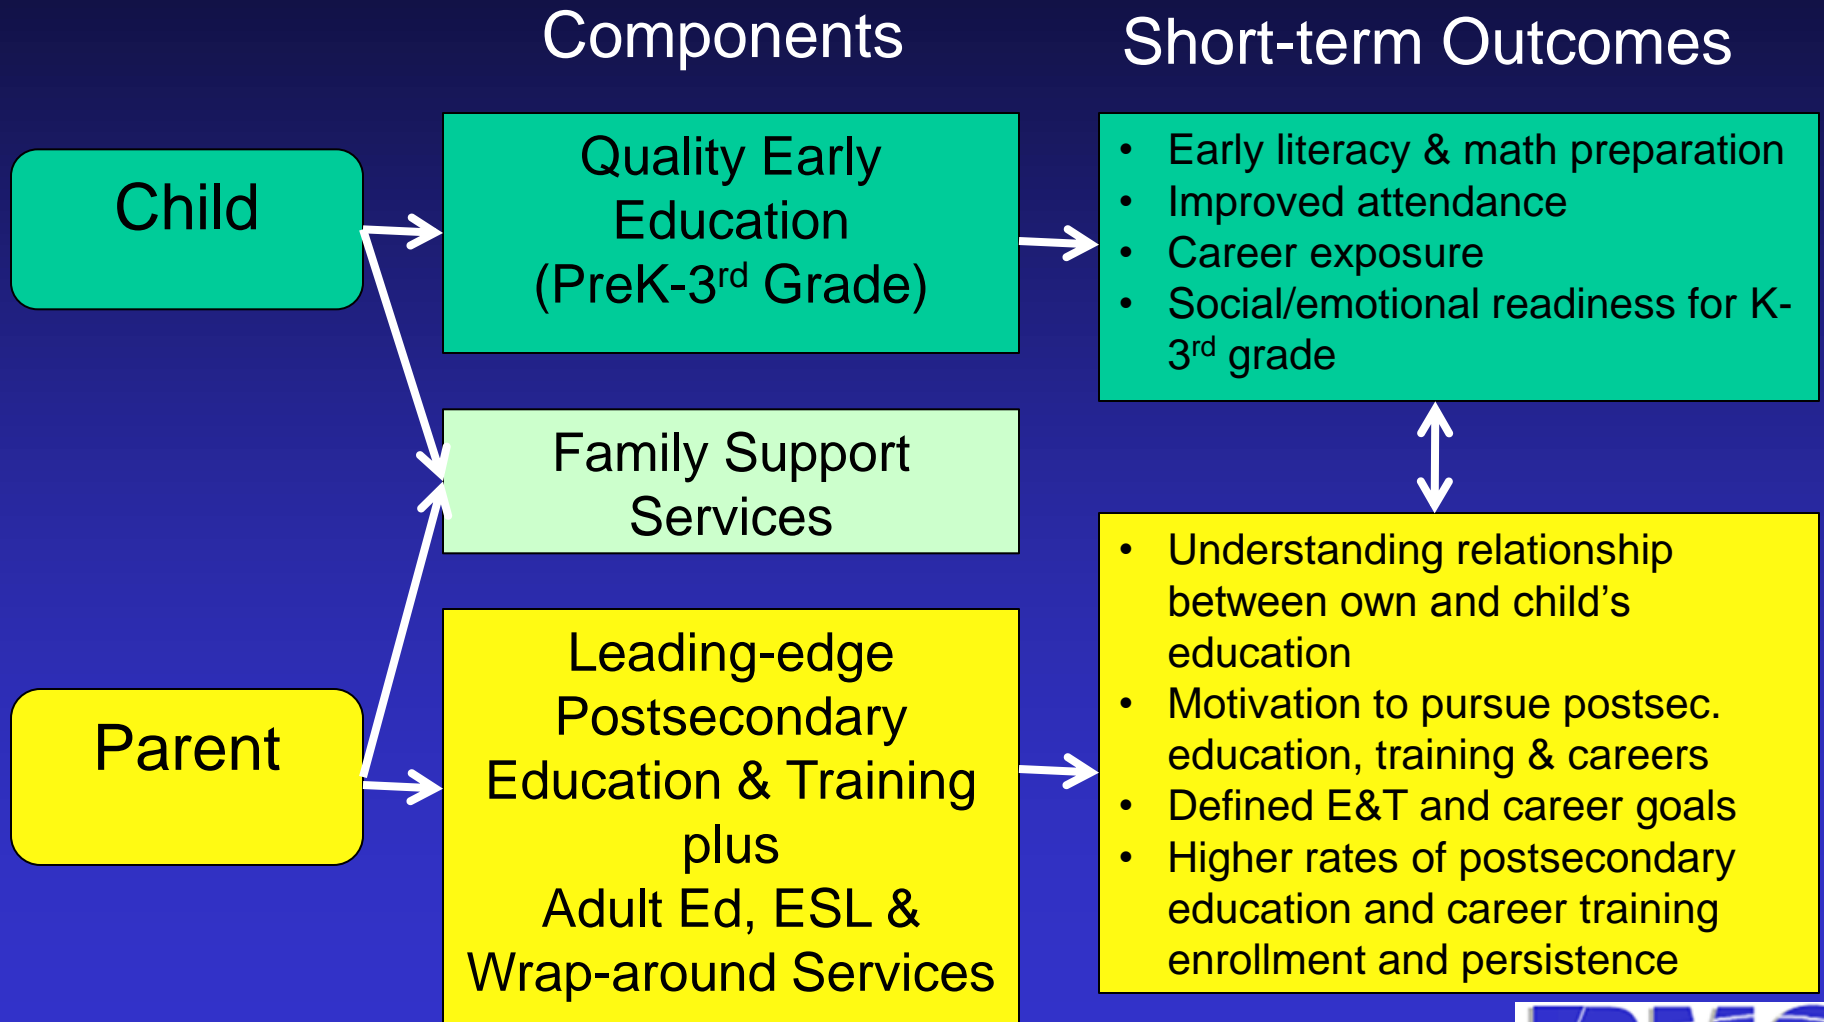 Components
Short-term Outcomes
Child
Quality Early
Education
(PreK-3rd Grade)
• Early literacy & math preparation
• Improved attendance
• Career exposure
• Social/emotional readiness for K-
3rd grade
Family Support
Services
Parent
Leading-edge
Postsecondary
Education & Training
plus
Adult Ed, ESL &
Wrap-around Services
• Understanding relationship
between own and child’s
education
• Motivation to pursue postsec.
education, training & careers
• Defined E&T and career goals
• Higher rates of postsecondary
education and career training
enrollment and persistence